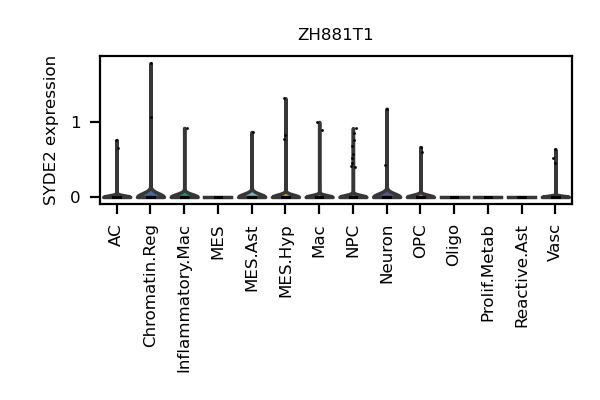 ZH881T1
SYDE2 expression
1
0
AC
Chromatin.Reg
Inflammatory.Mac
MES
MES.Ast
MES.Hyp
Mac
NPC
Neuron
OPC
Oligo
Prolif.Metab
Reactive.Ast
Vasc